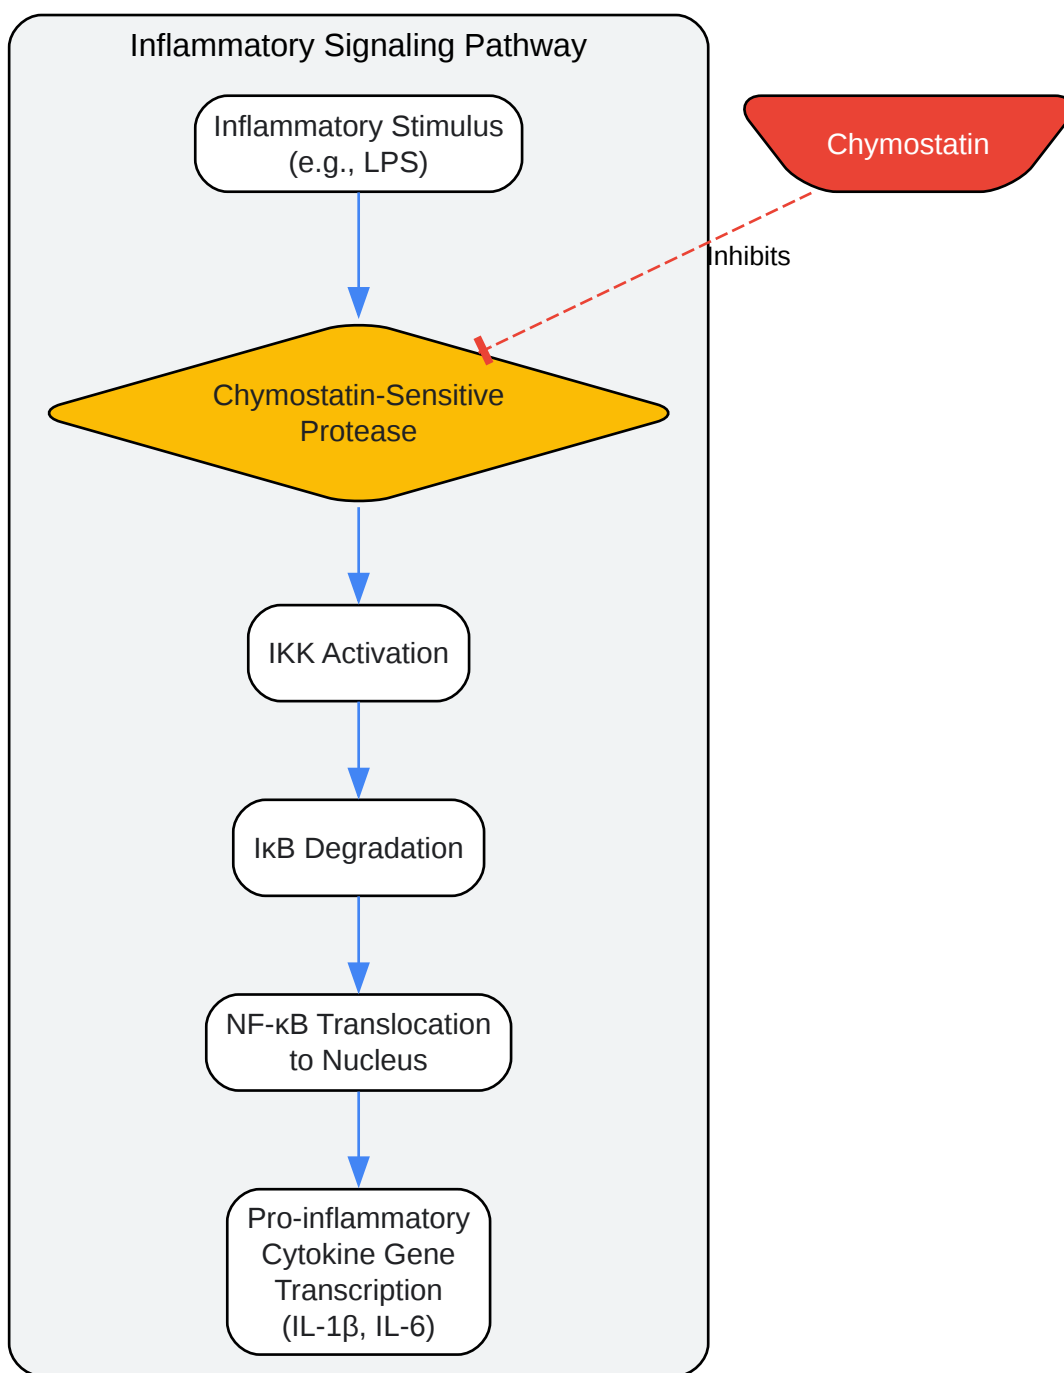 Inflammatory Signaling Pathway
Inflammatory Stimulus
(e.g., LPS)
Chymostatin
Inhibits
Chymostatin-Sensitive
Protease
IKK Activation
IκB Degradation
NF-κB Translocation
to Nucleus
Pro-inflammatory
Cytokine Gene
Transcription
(IL-1β, IL-6)